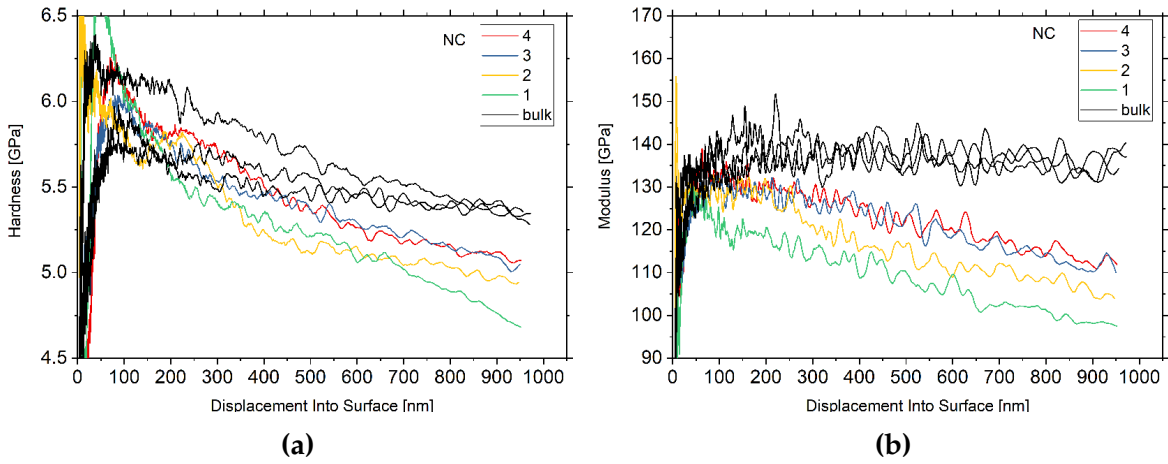 6.5
6.0
5.5
5.0
4.5
Hardness [GPa]
NC
4
3
2
1
bulk
0 100 200 300 400 500 600 700 800 900 1000
Displacement Into Surface [nm]
(a)
170
160
150
140
130
120
110
100
90
Modulus [GPa]
NC
4
3
2
1
bulk
0 100 200 300 400 500 600 700 800 900 1000
Displacement Into Surface [nm]
(b)